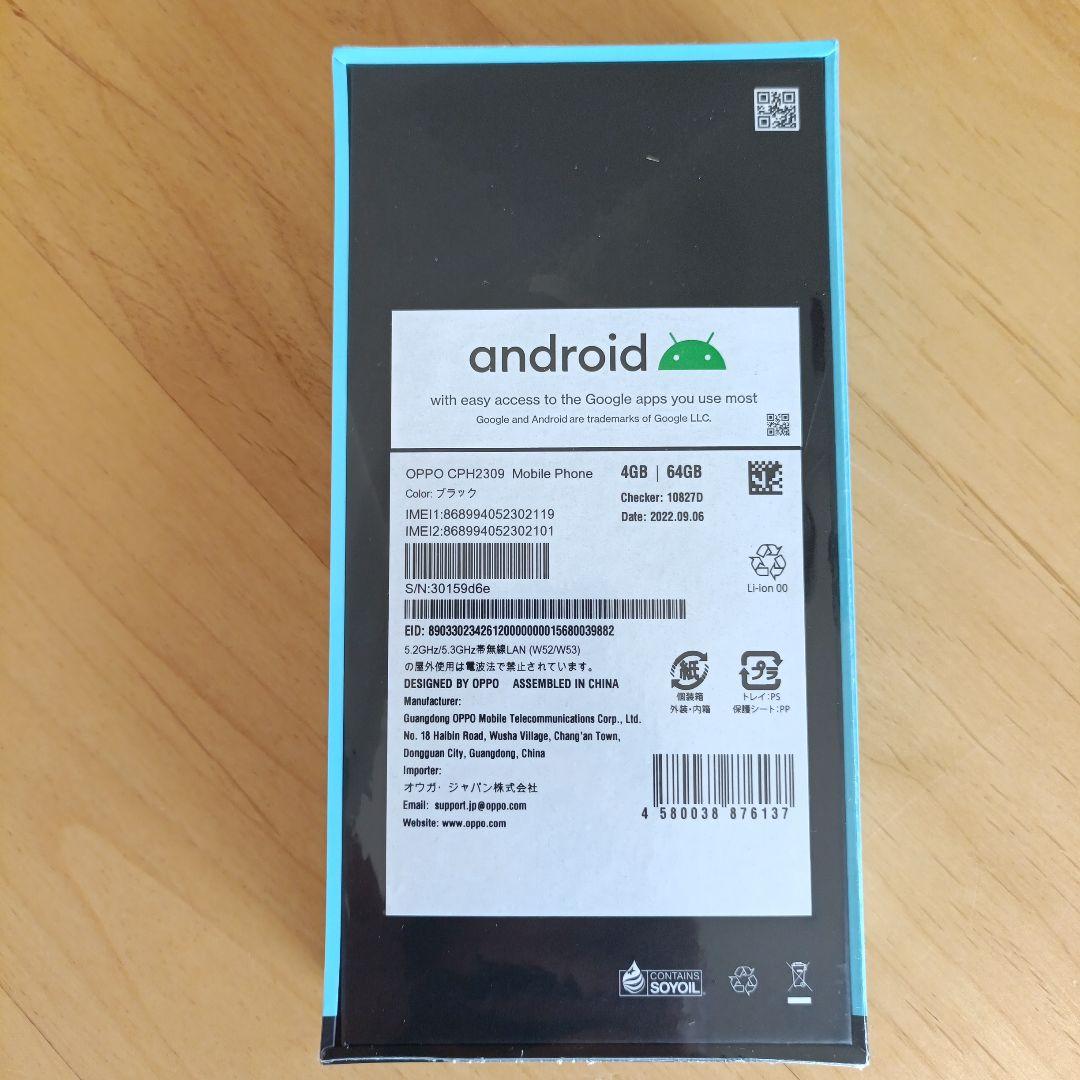 android
with easy access to the Google apps you use most
Google and Android are trademarks of Google LLC.
OPPO CPH2309 Mobile Phone 4GB | 64GB
Color: ブラック
Checker: 10827D
IMEI1:868994052302119
Date: 2022.09.06
IMEI2:868994052302101
S/N:30159d6e
Li-ion 00
EID: 89033023426120000000015680039882
5.2GHz/5.3GHz帯無線LAN (W52/W53)
の屋外使用は電波法で禁止されています。
DESIGNED BY OPPO ASSEMBLED IN CHINA
紙
個装箱
外装・内箱
プラ
トレイ:PS
保護シート:PP
Manufacturer:
Guangdong OPPO Mobile Telecommunications Corp., Ltd.
No. 18 Haibin Road, Wusha Village, Chang'an Town,
Dongguan City, Guangdong, China
Importer:
オウガ・ジャパン株式会社
Email: support.jp@oppo.com
Website: www.oppo.com
4 580038 876137
CONTAINS
SOYOIL